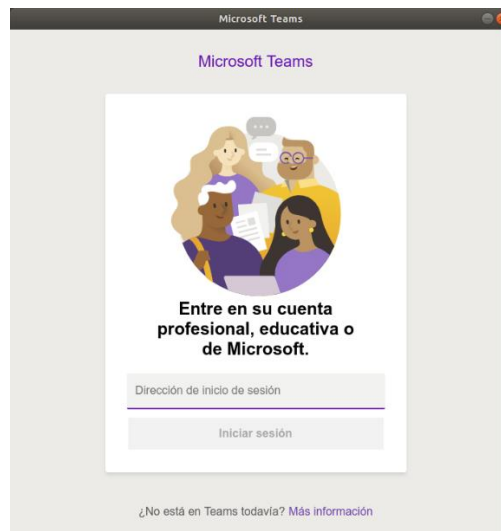 Microsoft Teams
Microsoft Teams
Entre en su cuenta
profesional, educativa o
de Microsoft.
Dirección de inicio de sesión
Iniciar sesión
¿No está en Teams todavía? Más información